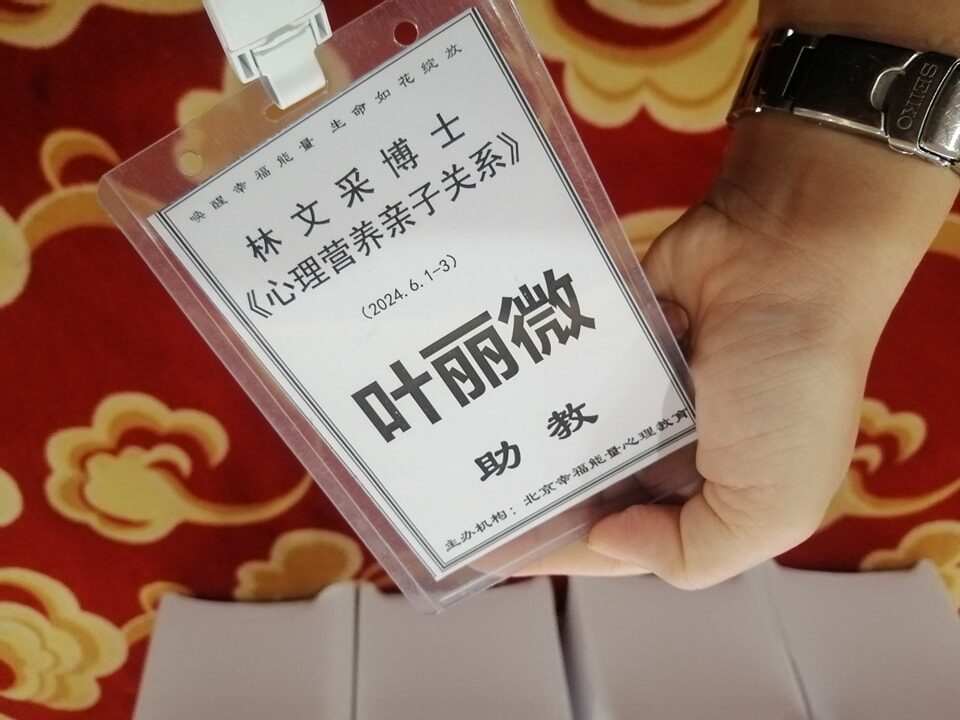 唤醒幸福能量 生命如花绽放
林文采博士
《心理营养亲子关系》
(2024.6.1-3)
叶丽微
助教
主办机构：北京幸福能量心理教育
SEIKO